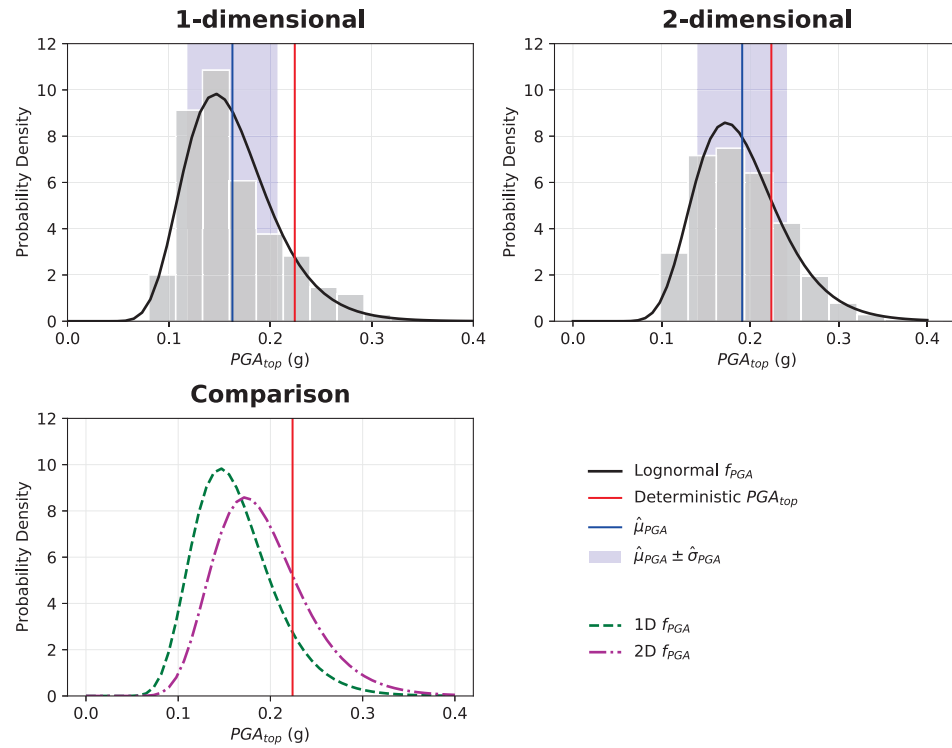 1-dimensional
12
10
8
6
4
2
0
Probability Density
0.0 0.1 0.2 0.3 0.4
PGA_top (g)
2-dimensional
12
10
8
6
4
2
0
Probability Density
0.0 0.1 0.2 0.3 0.4
PGA_top (g)
Comparison
12
10
8
6
4
2
0
Probability Density
0.0 0.1 0.2 0.3 0.4
PGA_top (g)
Lognormal f_PGA
Deterministic PGA_top
μ̂_PGA
μ̂_PGA ± σ̂_PGA
1D f_PGA
2D f_PGA